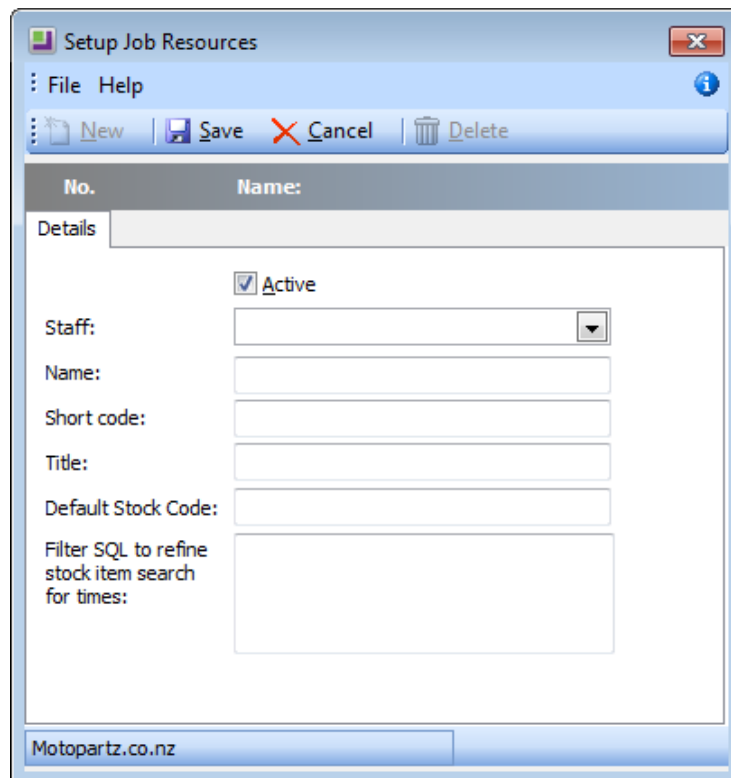 Setup Job Resources
File Help
New Save Cancel Delete
No. Name:
Details
Active
Staff:
Name:
Short code:
Title:
Default Stock Code:
Filter SQL to refine
stock item search
for times:
Motopartz.co.nz